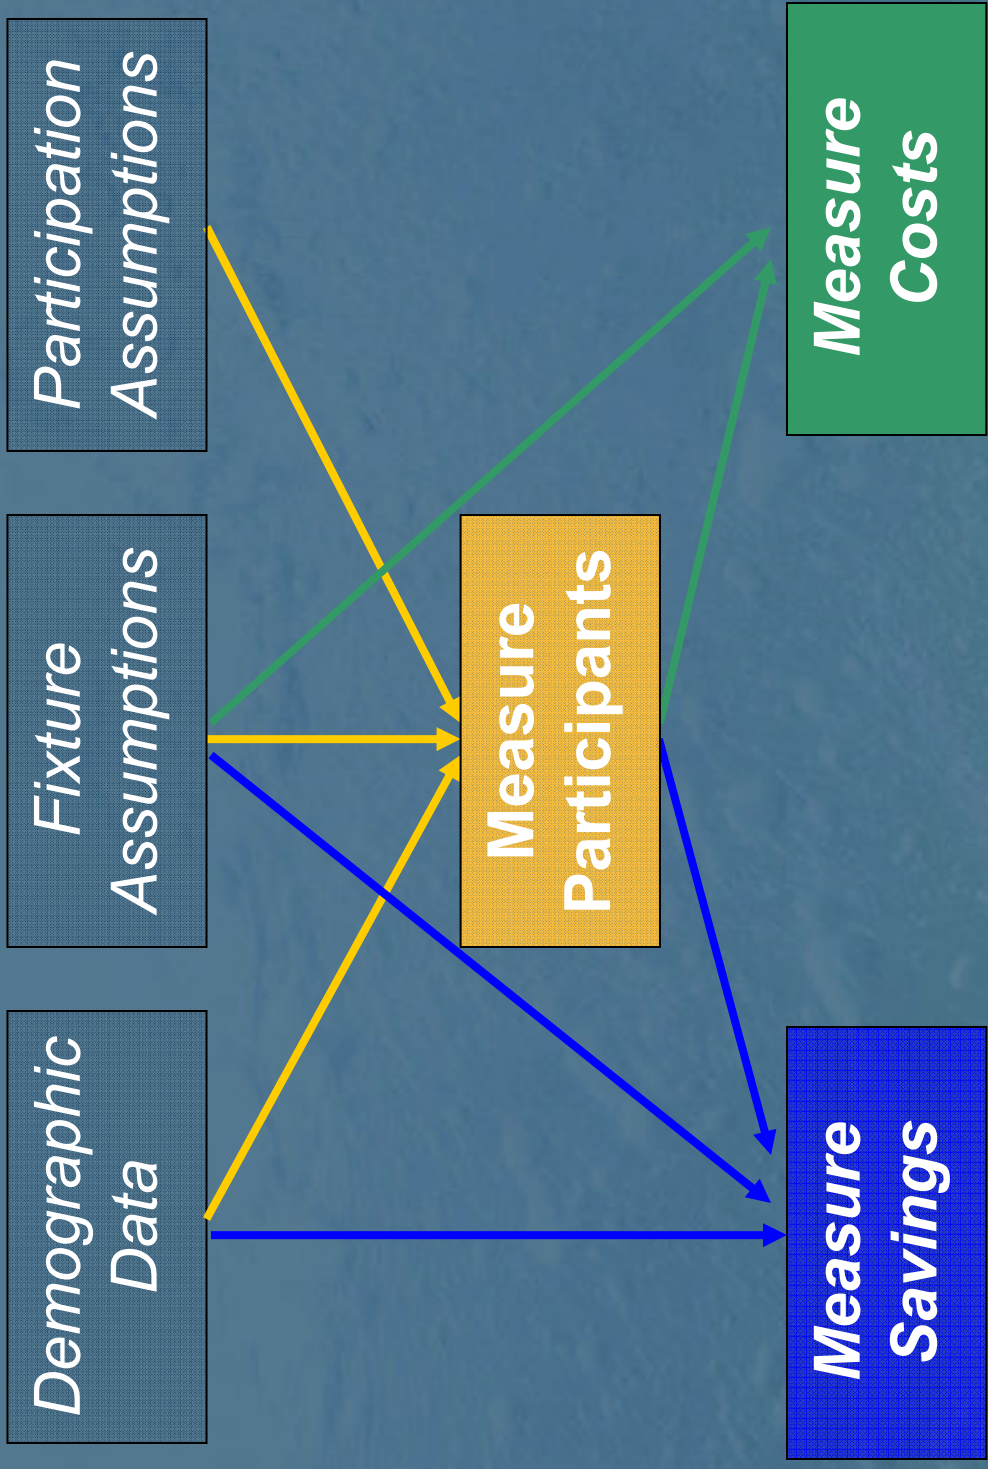 Demographic
Data
Fixture
Assumptions
Participation
Assumptions
Measure
Participants
Measure
Savings
Measure
Costs